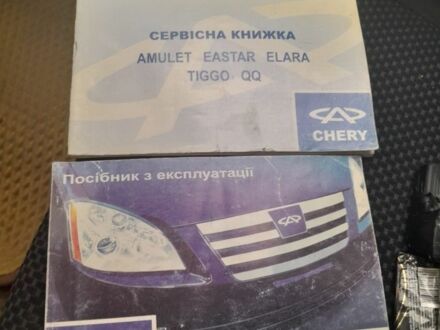 СЕРВІСНА КНИЖКА
AMULET EASTAR ELARA
TIGGO QQ
CHERY
Посібник з експлуатації